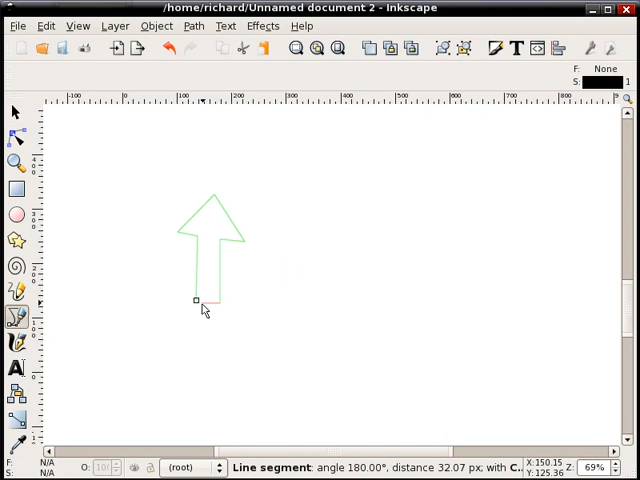 /home/richard/Unnamed document 2 - Inkscape
File Edit View Layer Object Path Text Effects Help
F: None
S: 1
-100 0 100 200 300 400 500 600 700 800
F: N/A
S: N/A
O:
(root)
Line segment: angle 180.00°, distance 32.07 px; with C..
X:150.15
Y:125.36
Z: 69%